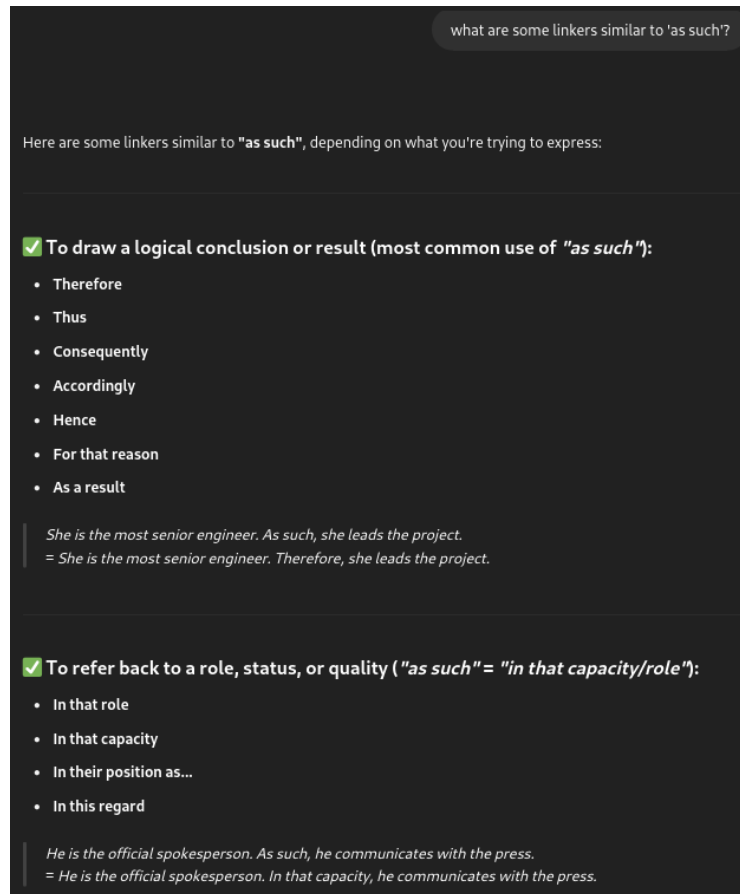 what are some linkers similar to 'as such'?
Here are some linkers similar to "as such", depending on what you're trying to express:
✅ To draw a logical conclusion or result (most common use of "as such"):
• Therefore
• Thus
• Consequently
• Accordingly
• Hence
• For that reason
• As a result
She is the most senior engineer. As such, she leads the project.
= She is the most senior engineer. Therefore, she leads the project.
✅ To refer back to a role, status, or quality ("as such" = "in that capacity/role"):
• In that role
• In that capacity
• In their position as...
• In this regard
He is the official spokesperson. As such, he communicates with the press.
= He is the official spokesperson. In that capacity, he communicates with the press.